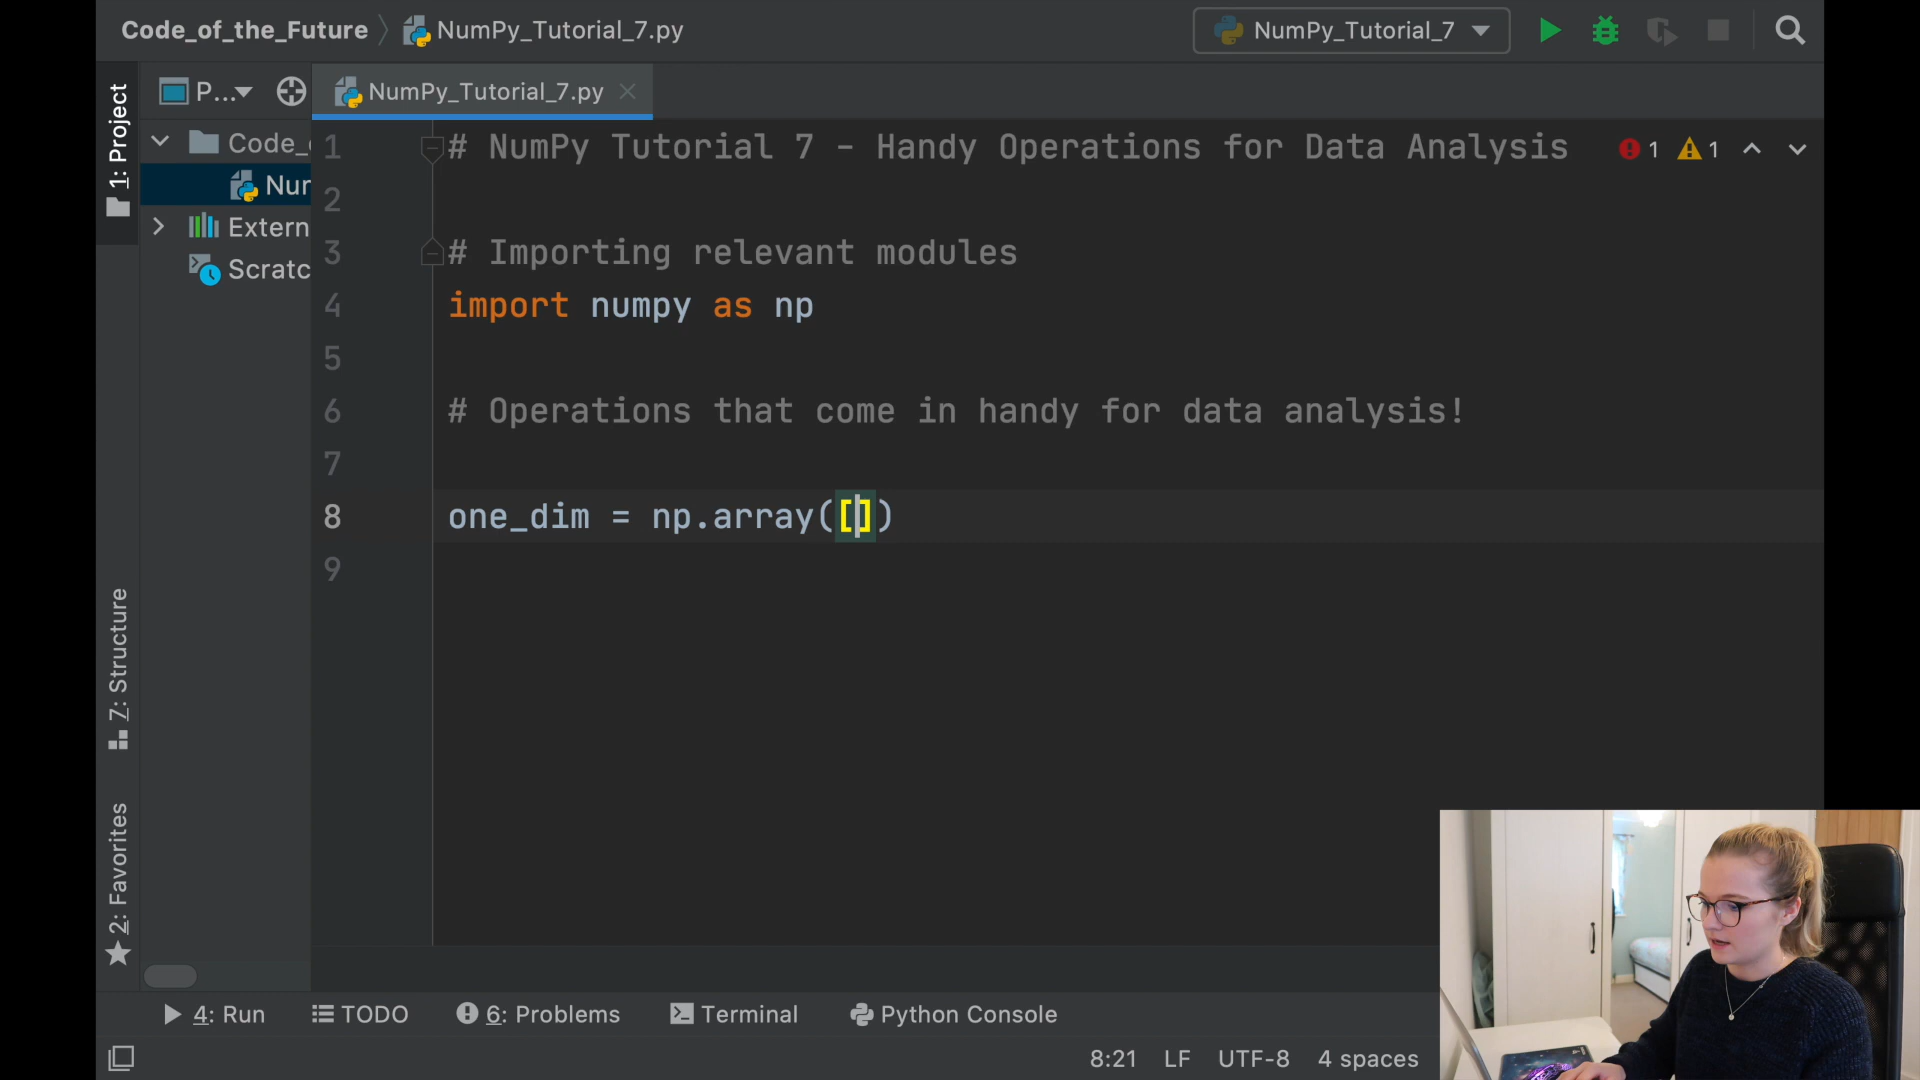 Code_of_the_Future NumPy_Tutorial_7.py NumPy_Tutorial_7
1: Project P... NumPy_Tutorial_7.py
Code_
Nur
Extern
Scratc
1 # NumPy Tutorial 7 - Handy Operations for Data Analysis 1 1
2
3 # Importing relevant modules
4 import numpy as np
5
6 # Operations that come in handy for data analysis!
7
8 one_dim = np.array([])
9
7: Structure
2: Favorites
4: Run TODO 6: Problems Terminal Python Console
8:21 LF UTF-8 4 spaces